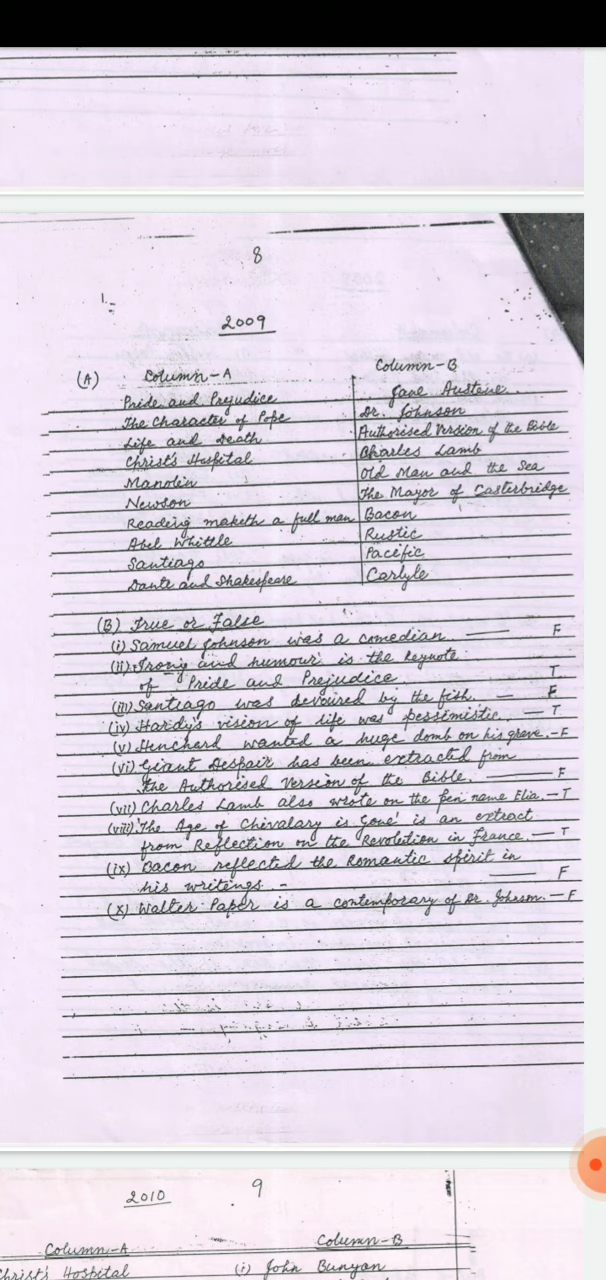 8
1.-
2009
(A) Column-A Column-B
Pride and Prejudice Jane Austene
The Character of Pope Dr. Johnson
Life and Death Authorised Version of the Bible
Christ's Hospital Charles Lamb
Manolin Old Man and the Sea
Newson The Mayor of Casterbridge
Reading maketh a full man Bacon
Abel Whittle Rustic
Santiago Pacific
Dante and Shakespeare Carlyle
(B) True or False
(i) Samuel Johnson was a comedian — F
(ii) Irony and humour is the keynote
of Pride and Prejudice T
(iii) Santiago was devoured by the fish — F
(iv) Hardy's vision of life was pessimistic — T
(v) Henchard wanted a huge domb on his grave. - F
(vi) Giant Despair has been extracted from
the Authorised Version of the Bible. — F
(vii) Charles Lamb also wrote on the pen name Elia. - T
(viii) 'The Age of Chivalary is Gone' is an extract
from Reflection on the Revolution in France. — T
(ix) Bacon reflected the Romantic spirit in
his writings - — F
(x) Walter Pater is a contemporary of Dr. Johnson. — F
2010 9
Column-A Column-B
Christ's Hospital (i) John Bunyan